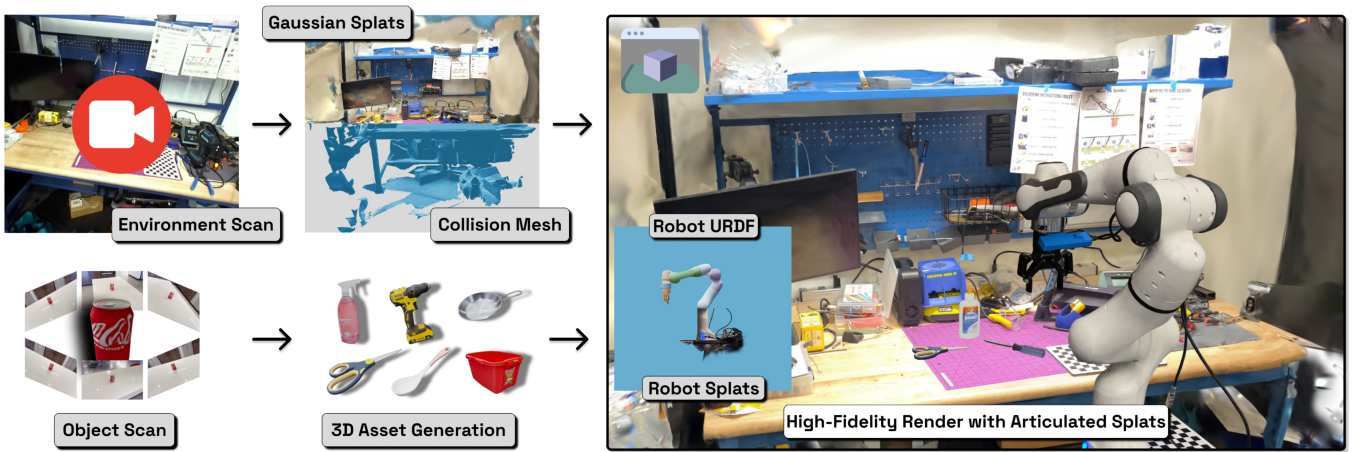 Gaussian Splats
Environment Scan
Collision Mesh
Robot URDF
Robot Splats
Object Scan
3D Asset Generation
High-Fidelity Render with Articulated Splats